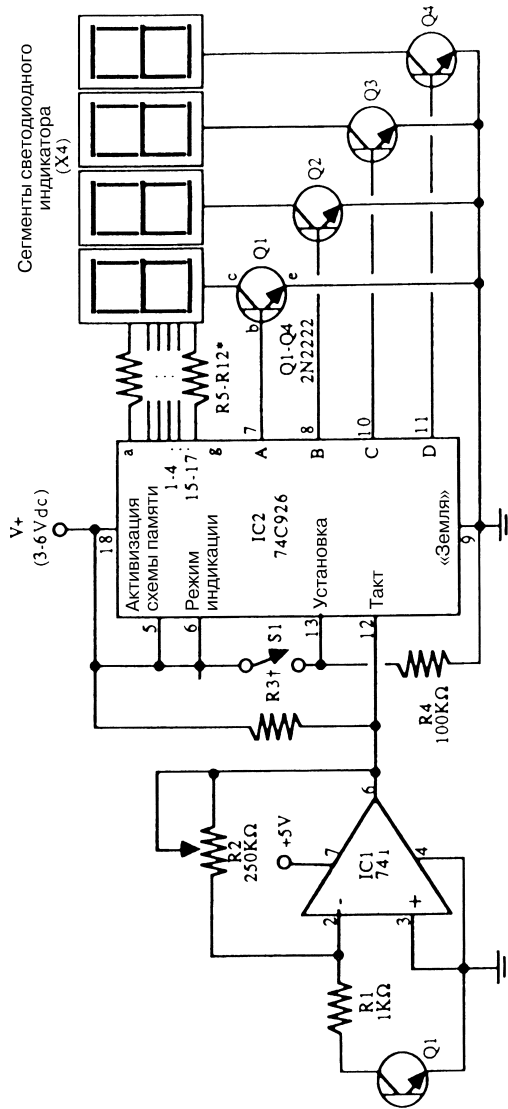 Сегменты светодиодного
индикатора
(X4)
Q4
Q3
Q2
Q1
c
b
e
Q1-Q4
2N2222
R5-R12*
V+
(3-6 Vdc)
18
a
1-4
15-17
g
7
A
8
B
10
C
11
D
Активизация
схемы памяти
5
Режим
индикации
6
IC2
74C926
Установка
13
Такт
12
«Земля»
9
S1
R3†
R4
100KΩ
R2
250KΩ
+5V
7
6
IC1
741
2
-
3
+
4
R1
1KΩ
Q1